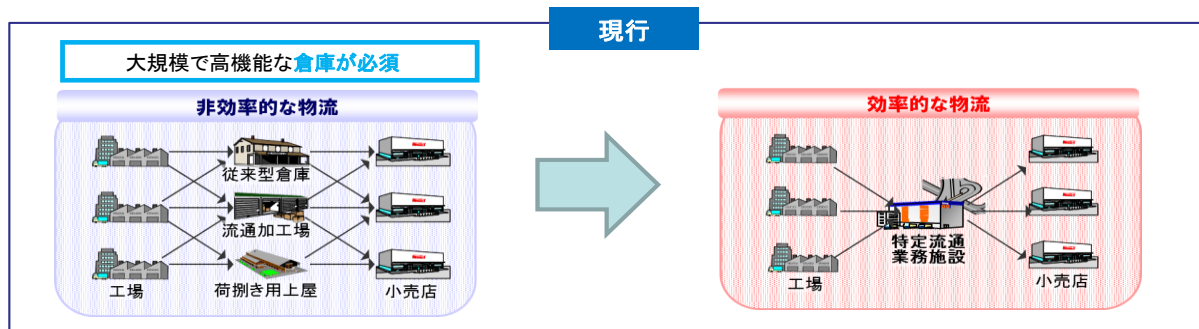 現行
大規模で高機能な倉庫が必須
非効率的な物流
従来型倉庫
流通加工場
工場
荷捌き用上屋
小売店
効率的な物流
特定流通
業務施設
工場
小売店